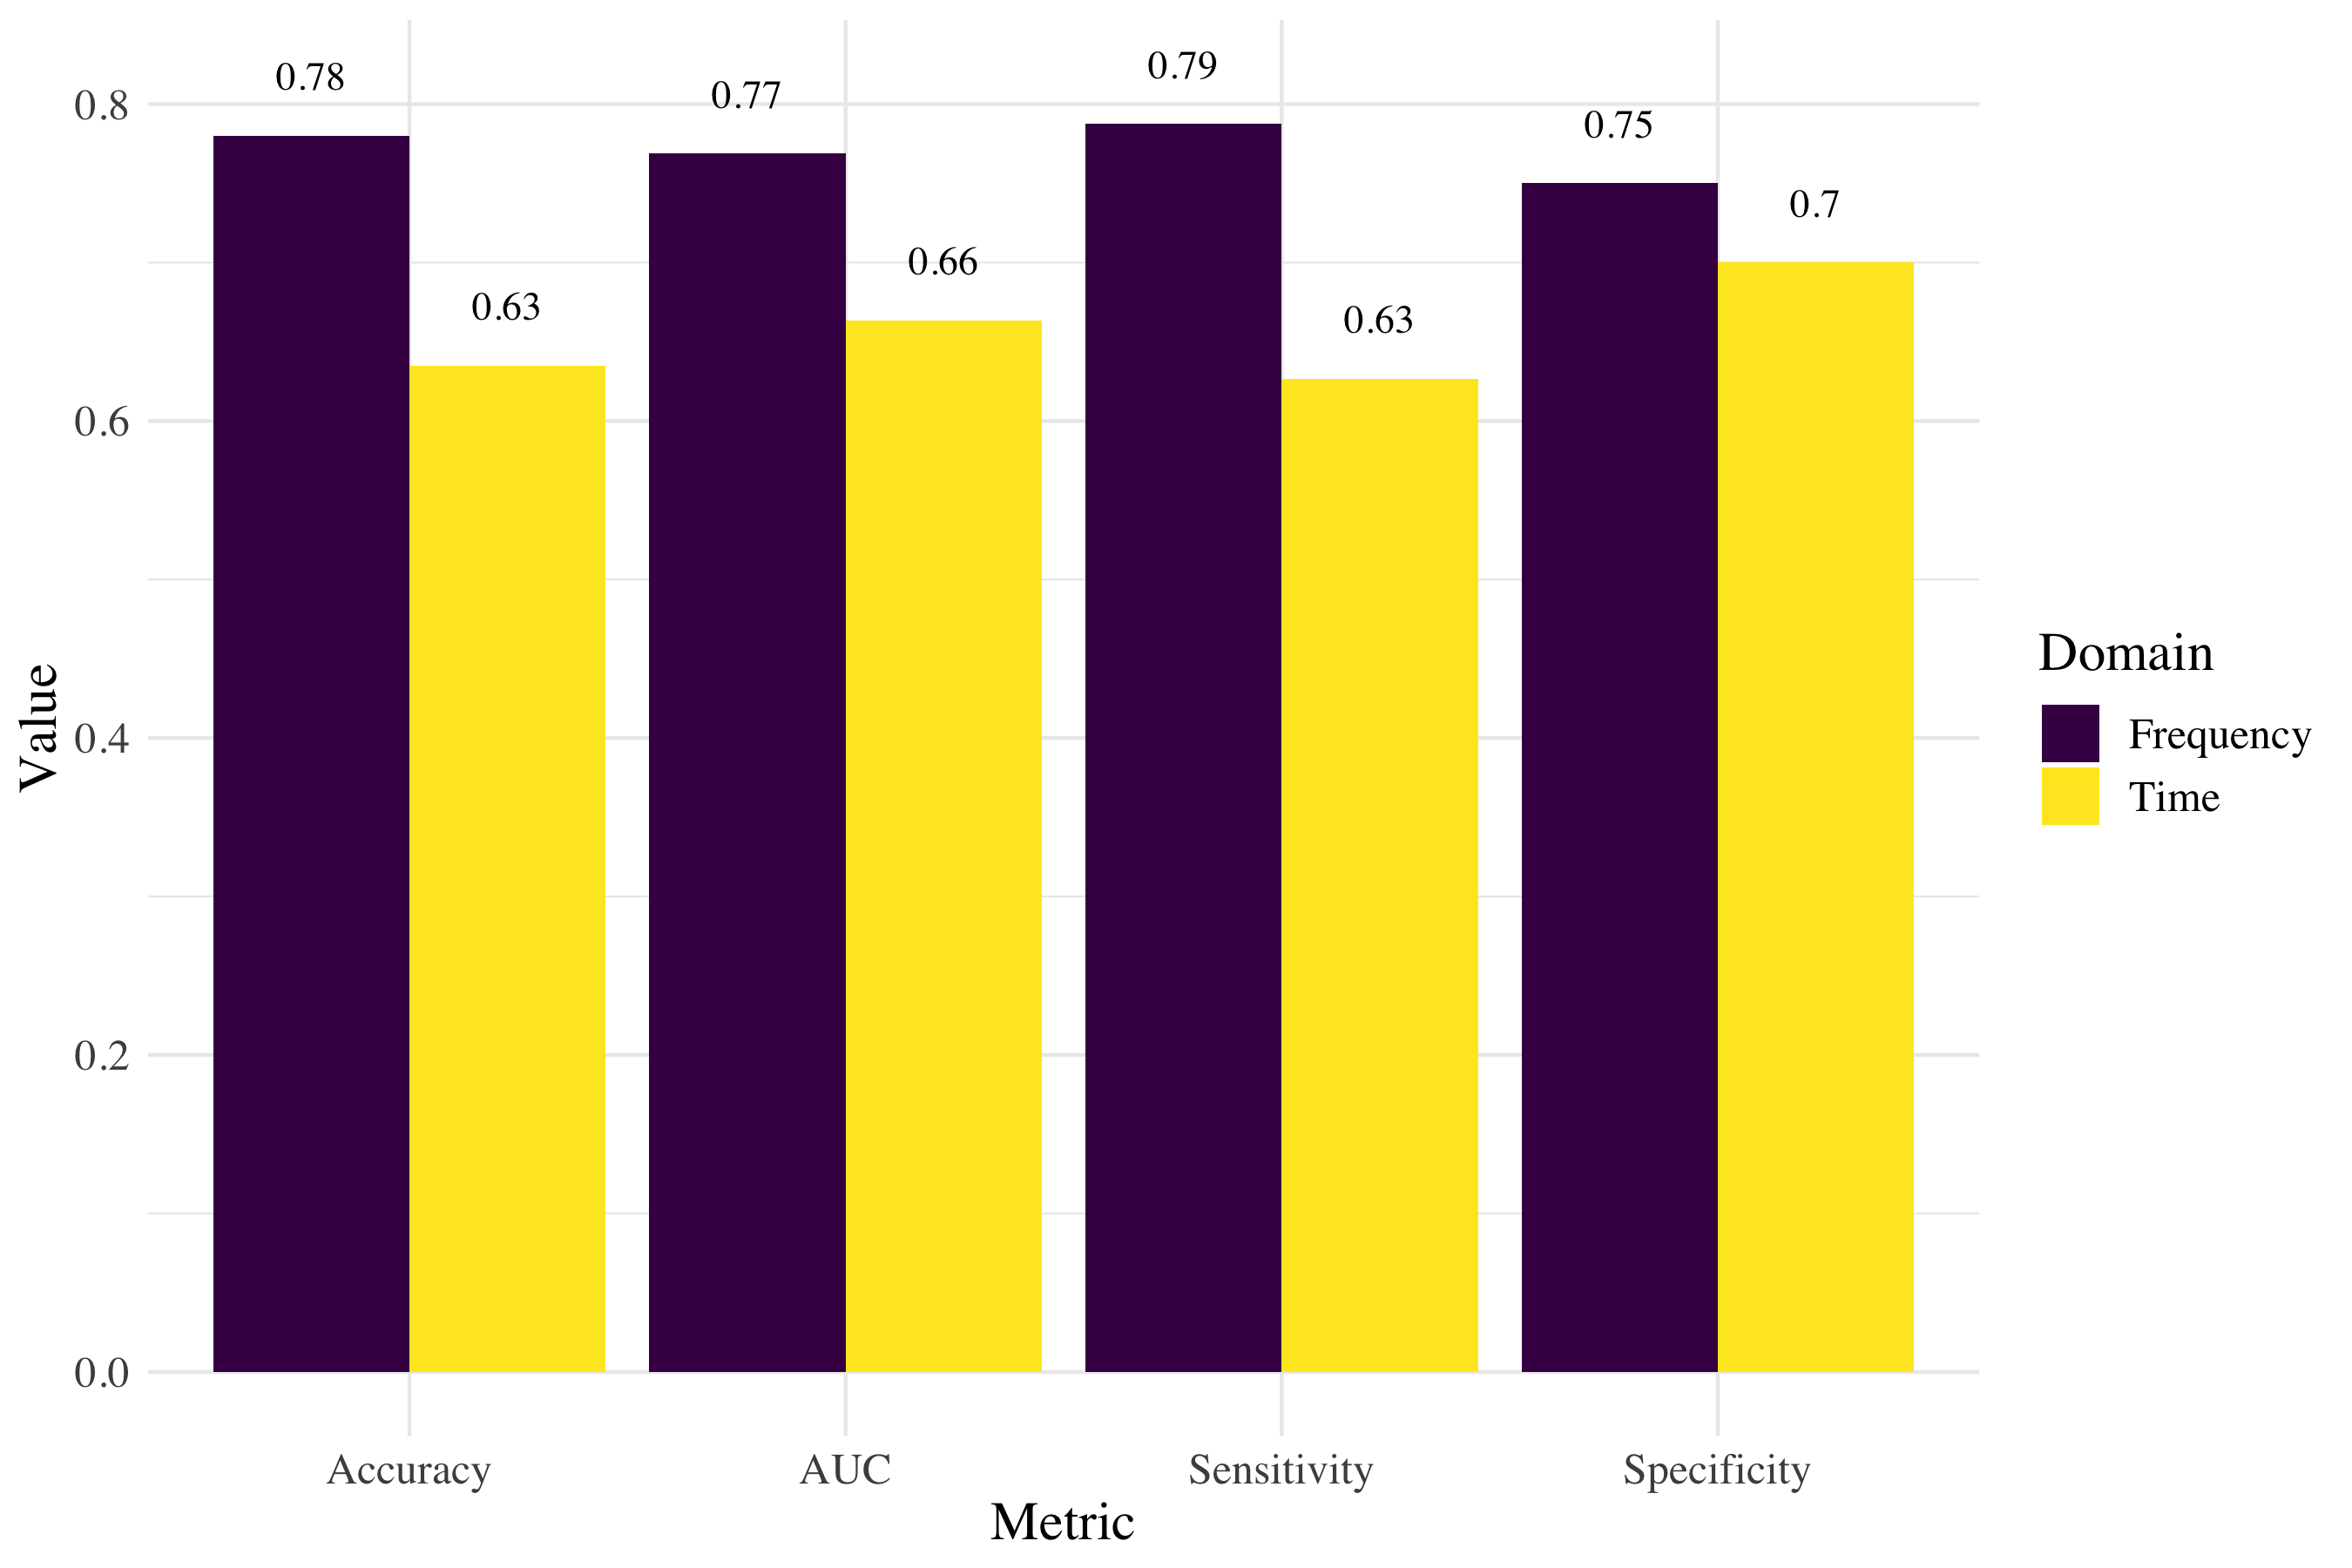 0.78
0.63
0.77
0.66
0.79
0.63
0.75
0.7
0.8
0.6
0.4
0.2
0.0
Value
Accuracy AUC Sensitivity Specificity
Metric
Domain
Frequency
Time